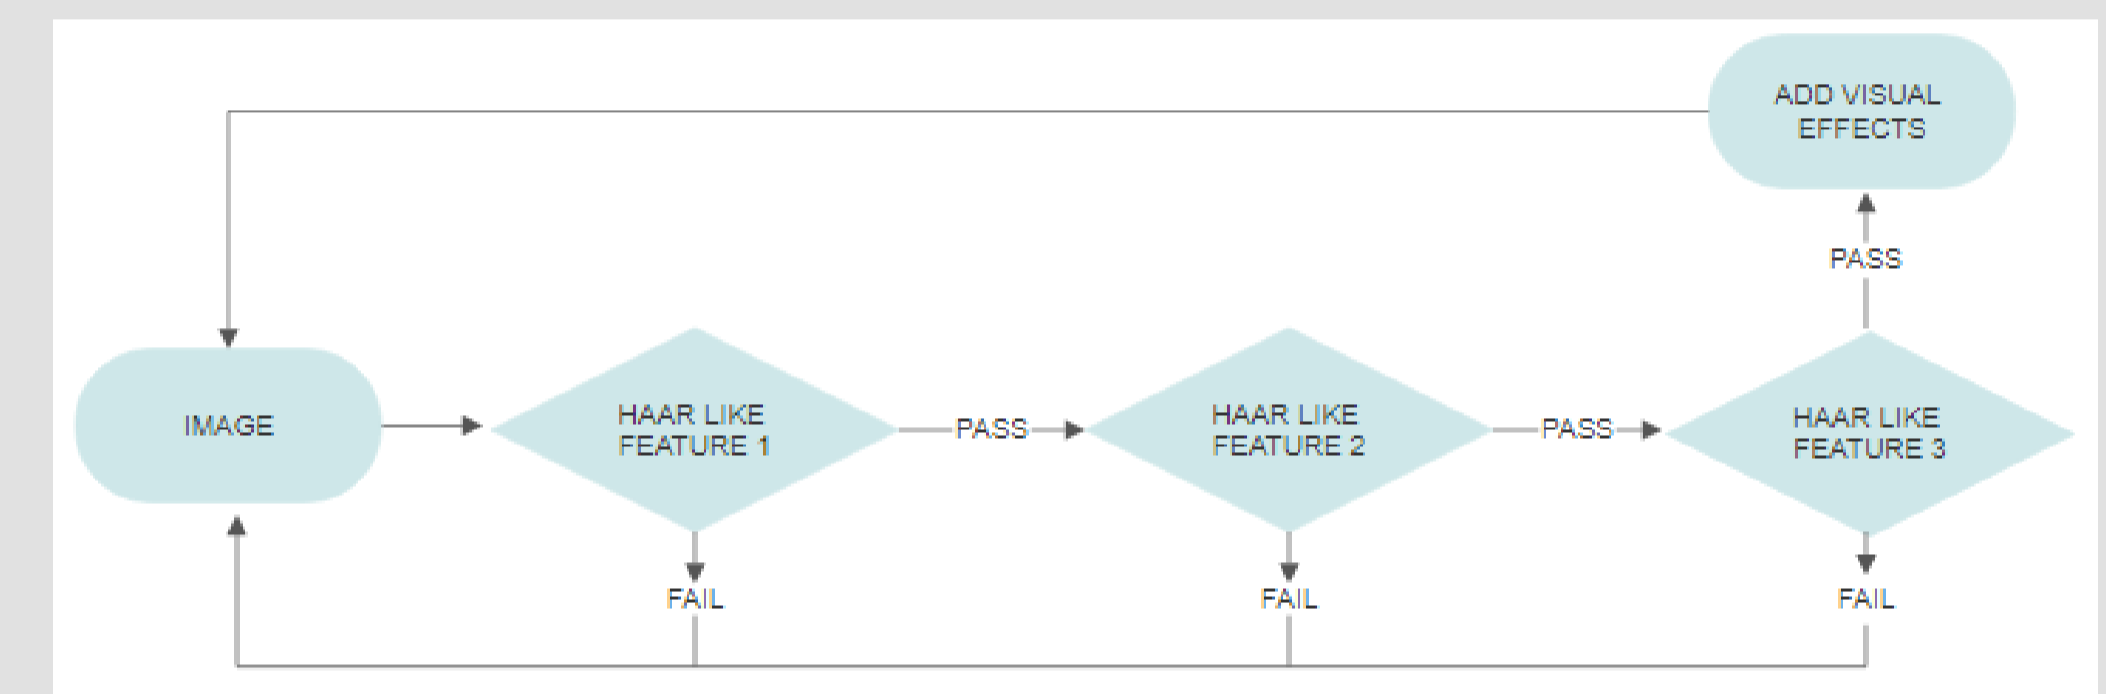 ADD VISUAL
EFFECTS
PASS
IMAGE
HAAR LIKE
FEATURE 1
PASS
HAAR LIKE
FEATURE 2
PASS
HAAR LIKE
FEATURE 3
FAIL
FAIL
FAIL